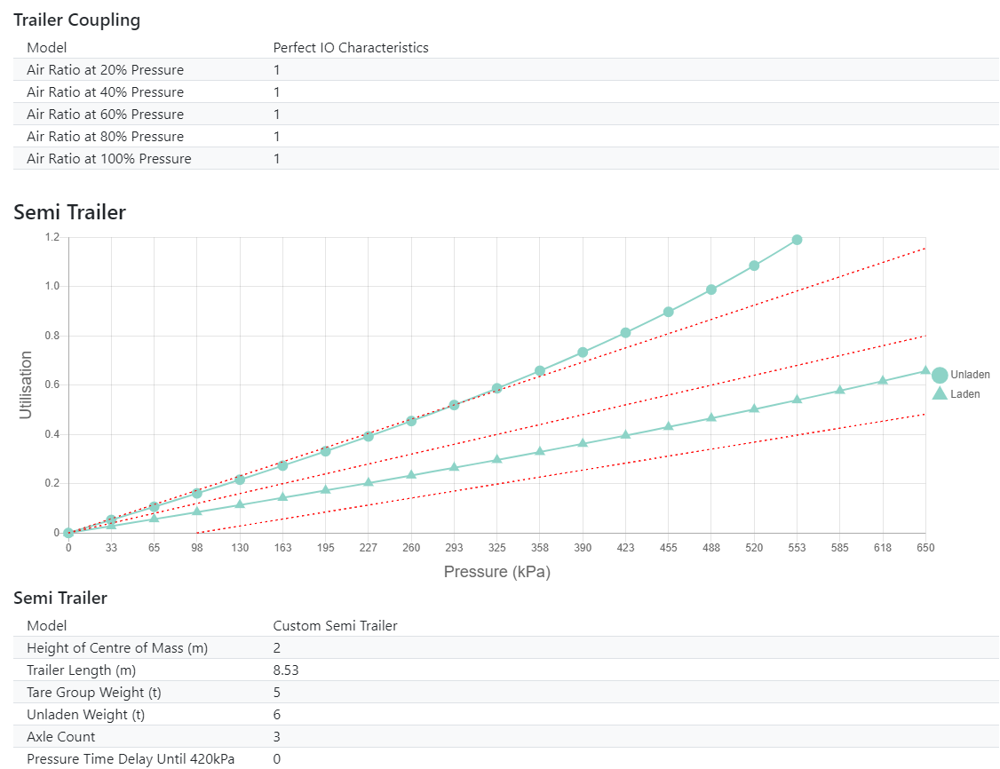 Trailer Coupling
Model Perfect IO Characteristics
Air Ratio at 20% Pressure 1
Air Ratio at 40% Pressure 1
Air Ratio at 60% Pressure 1
Air Ratio at 80% Pressure 1
Air Ratio at 100% Pressure 1
Semi Trailer
1.2
1.0
0.8
0.6
0.4
0.2
0
Utilisation
0 33 65 98 130 163 195 227 260 293 325 358 390 423 455 488 520 553 585 618 650
Pressure (kPa)
Unladen
Laden
Semi Trailer
Model Custom Semi Trailer
Height of Centre of Mass (m) 2
Trailer Length (m) 8.53
Tare Group Weight (t) 5
Unladen Weight (t) 6
Axle Count 3
Pressure Time Delay Until 420kPa 0